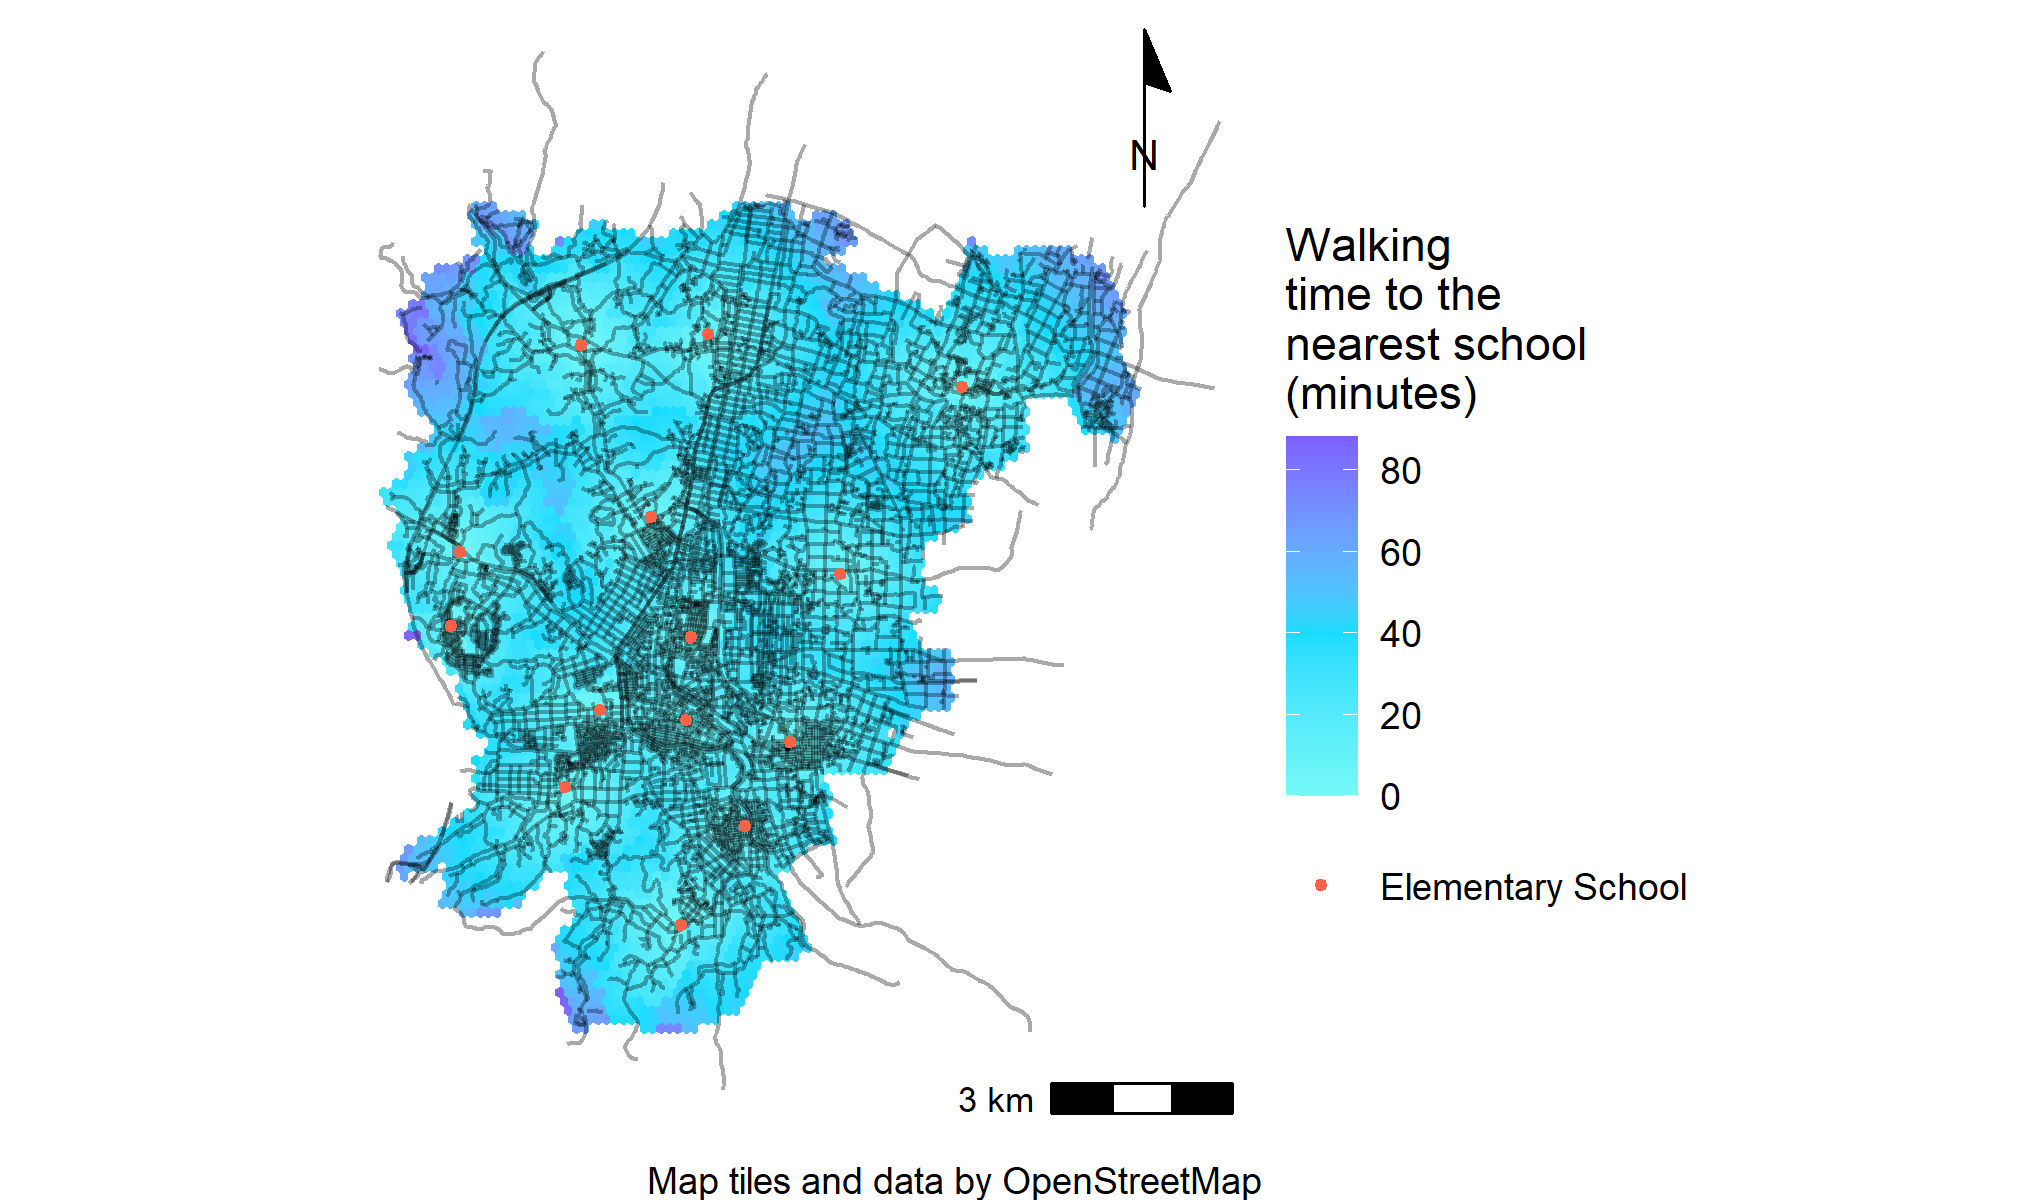 N
Walking
time to the
nearest school
(minutes)
80
60
40
20
0
Elementary School
3 km
Map tiles and data by OpenStreetMap